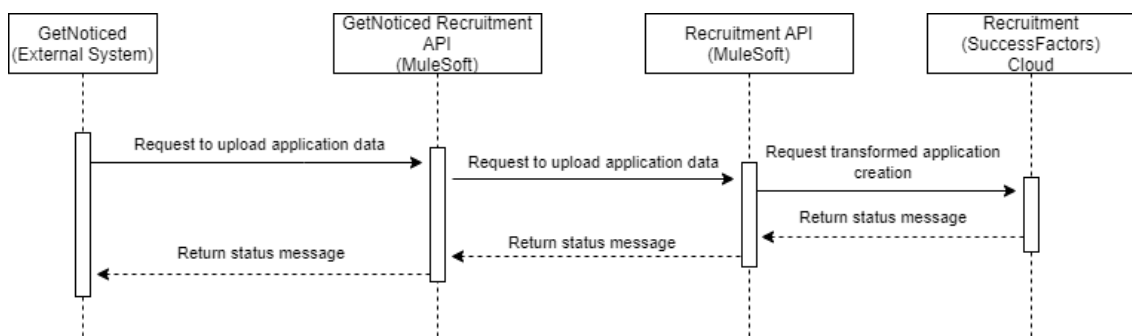 GetNoticed
(External System)
GetNoticed Recruitment
API
(MuleSoft)
Recruitment API
(MuleSoft)
Recruitment
(SuccessFactors)
Cloud
Request to upload application data
Request to upload application data
Request transformed application
creation
Return status message
Return status message
Return status message